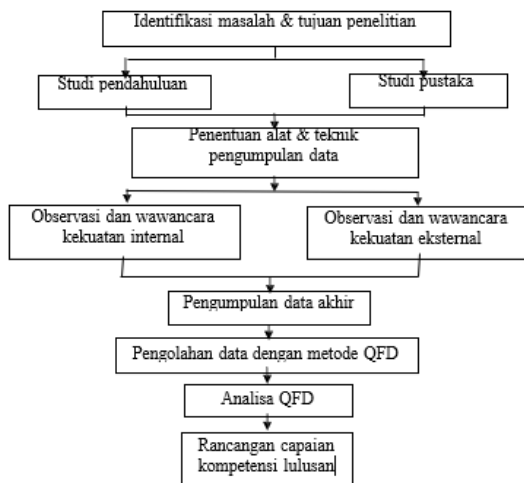 Identifikasi masalah & tujuan penelitian
Studi pendahuluan
Studi pustaka
Penentuan alat & teknik
pengumpulan data
Observasi dan wawancara
kekuatan internal
Observasi dan wawancara
kekuatan eksternal
Pengumpulan data akhir
Pengolahan data dengan metode QFD
Analisa QFD
Rancangan capaian
kompetensi lulusan